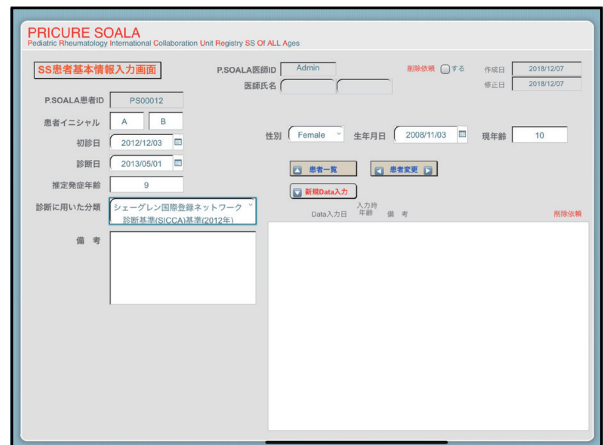 PRICURE SOALA
Pediatric Rheumatology International Collaboration Unit Registry SS Of ALL Ages
SS患者基本情報入力画面
P.SOALA医師ID Admin
削除依頼 する
作成日 2018/12/07
医師氏名
修正日 2018/12/07
P.SOALA患者ID PS00012
患者イニシャル A B
初診日 2012/12/03
性別 Female 生年月日 2008/11/03 現年齢 10
診断日 2013/05/01
患者一覧 患者変更
推定発症年齢 9
新規Data入力
診断に用いた分類 シェーグレン国際登録ネットワーク
診断基準(SICCA)基準(2012年)
Data入力日 入力時年齢 備 考 削除依頼
備 考